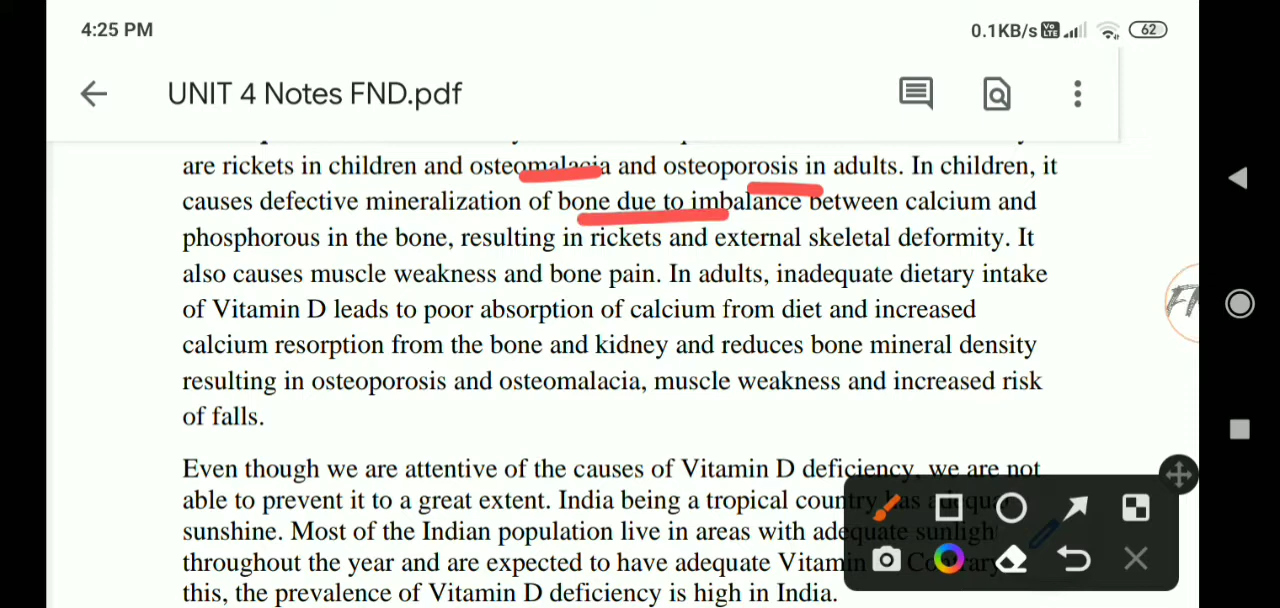 4:25 PM
0.1KB/s Vo LTE 62
UNIT 4 Notes FND.pdf
are rickets in children and osteomalacia and osteoporosis in adults. In children, it
causes defective mineralization of bone due to imbalance between calcium and
phosphorous in the bone, resulting in rickets and external skeletal deformity. It
also causes muscle weakness and bone pain. In adults, inadequate dietary intake
of Vitamin D leads to poor absorption of calcium from diet and increased
calcium resorption from the bone and kidney and reduces bone mineral density
resulting in osteoporosis and osteomalacia, muscle weakness and increased risk
of falls.
Even though we are attentive of the causes of Vitamin D deficiency, we are not
able to prevent it to a great extent. India being a tropical country has
sunshine. Most of the Indian population live in areas with adequate sunligh
throughout the year and are expected to have adequate Vitamin
this, the prevalence of Vitamin D deficiency is high in India.